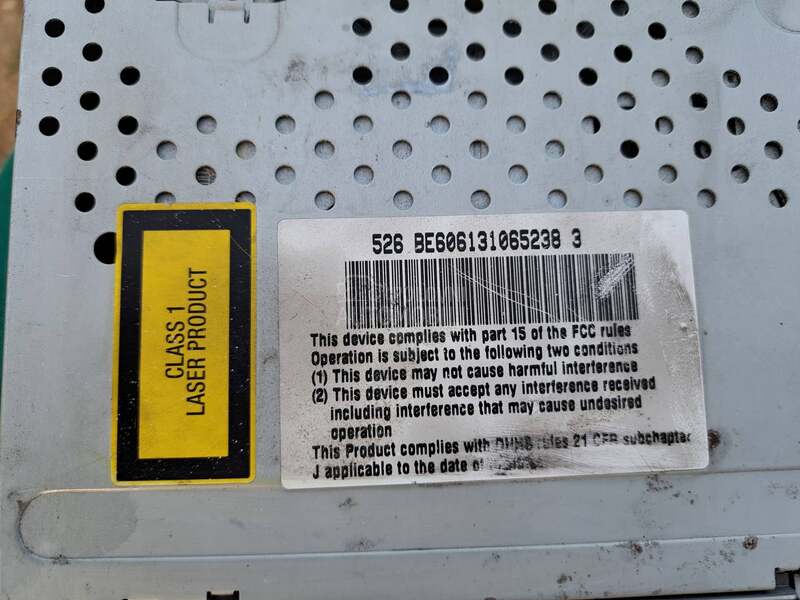 CLASS 1
LASER PRODUCT
526 BE606131065238 3
This device complies with part 15 of the FCC rules
Operation is subject to the following two conditions
(1) This device may not cause harmful interference
(2) This device must accept any interference received
including interference that may cause undesired
operation
This Product complies with DHHS rules 21 CFR subchapter
J applicable to the date of